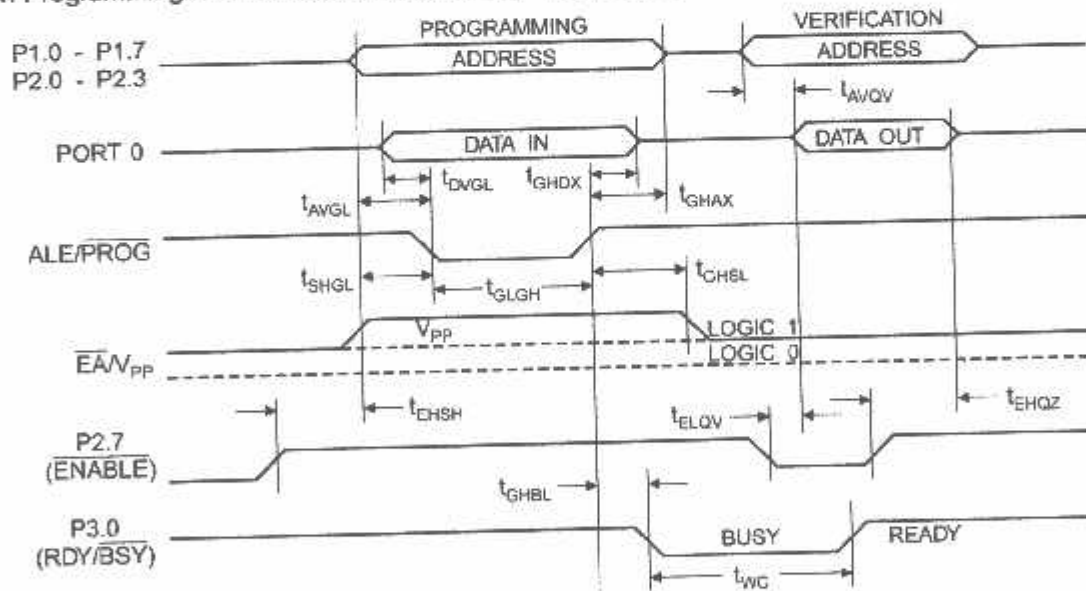 PROGRAMMING
VERIFICATION
P1.0 - P1.7
P2.0 - P2.3
ADDRESS
ADDRESS
tAVQV
PORT 0
DATA IN
DATA OUT
tDVGL
tGHDX
tAVGL
tGHAX
ALE/PROG
tSHGL
tGLGH
tGHSL
VPP
LOGIC 1
LOGIC 0
EA/VPP
tEHSH
tELQV
tEHQZ
P2.7
(ENABLE)
tGHBL
P3.0
(RDY/BSY)
BUSY
READY
tWC